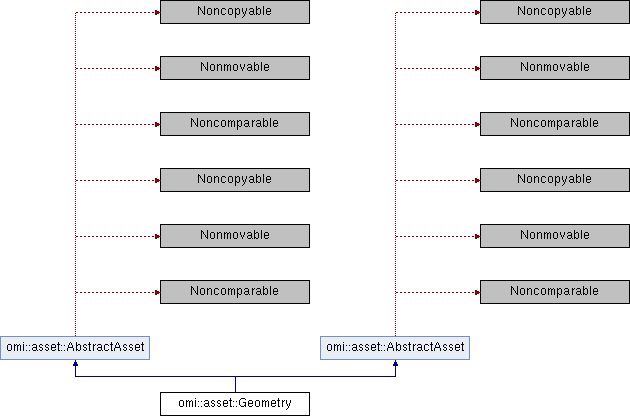 Noncopyable Noncopyable
Nonmovable Nonmovable
Noncomparable Noncomparable
Noncopyable Noncopyable
Nonmovable Nonmovable
Noncomparable Noncomparable
omi::asset::AbstractAsset omi::asset::AbstractAsset
omi::asset::Geometry